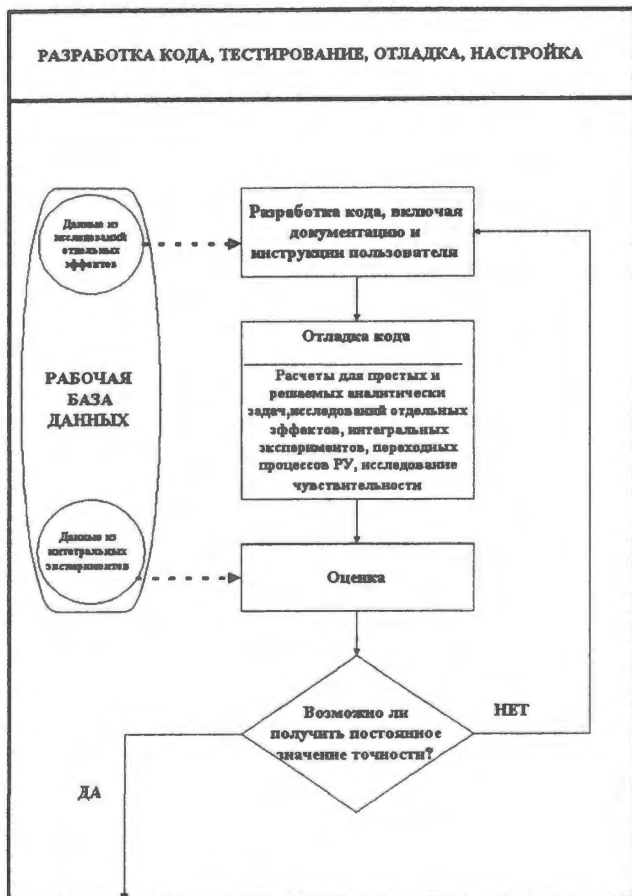 РАЗРАБОТКА КОДА, ТЕСТИРОВАНИЕ, ОТЛАДКА, НАСТРОЙКА
Данные из
исследований
отдельных
эффектов
Разработка кода, включая
документацию и
инструкции пользователя
Отладка кода
Расчеты для простых и
решаемых аналитически
задач,исследований отдельных
эффектов, интегральных
экспериментов, переходных
процессов РУ, исследование
чувствительности
РАБОЧАЯ
БАЗА
ДАННЫХ
Данные из
интегральных
экспериментов
Оценка
Возможно ли
получить постоянное
значение точности?
НЕТ
ДА